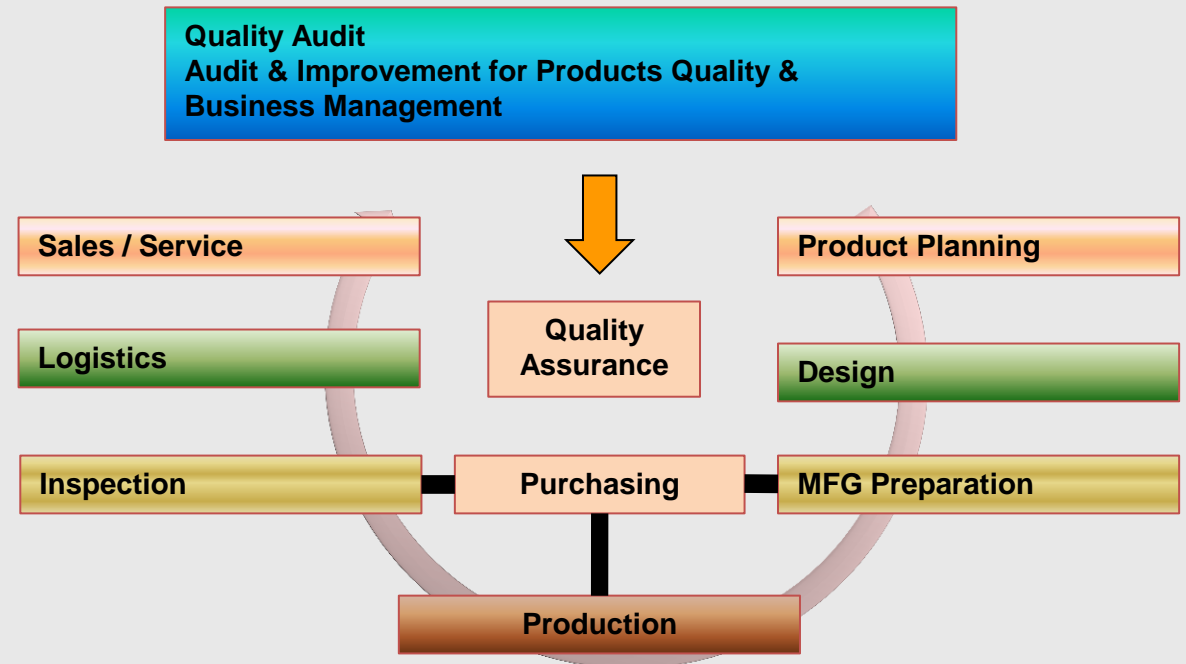 Quality Audit
Audit & Improvement for Products Quality &
Business Management
Sales / Service
Product Planning
Quality
Assurance
Logistics
Design
Inspection
Purchasing
MFG Preparation
Production